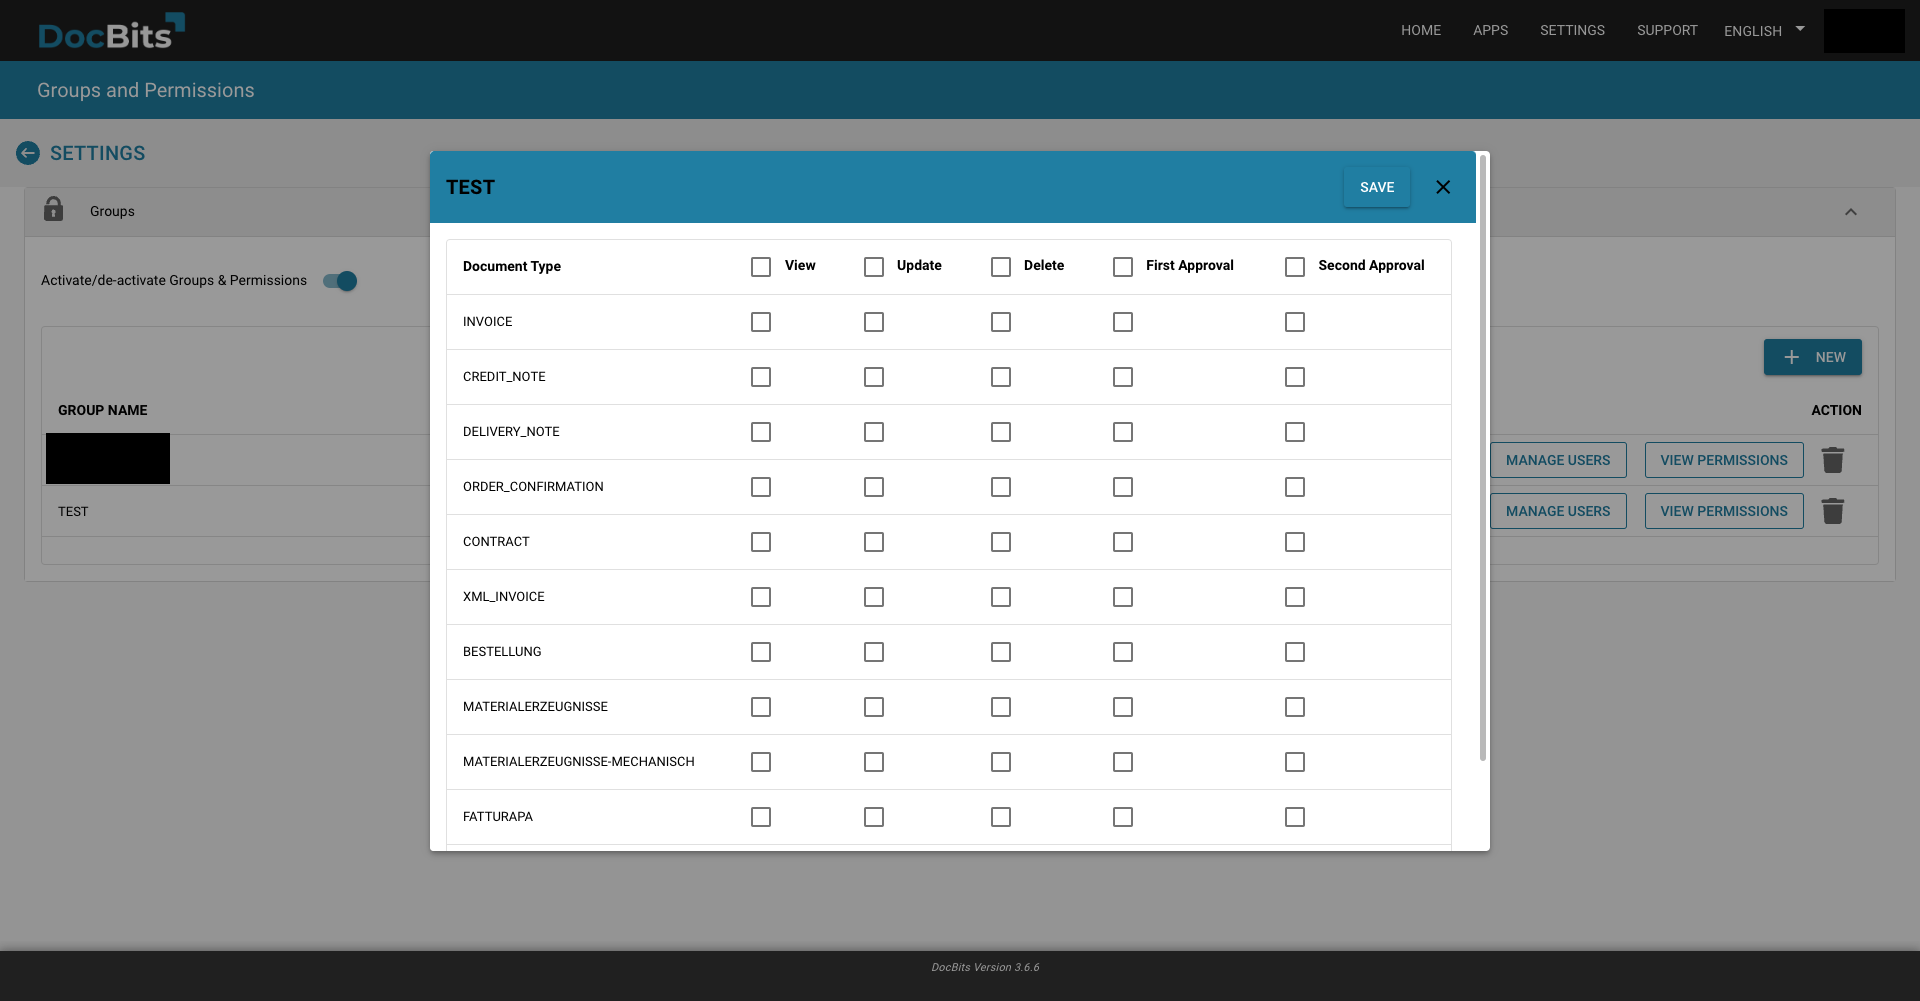 DocBits
HOME APPS SETTINGS SUPPORT ENGLISH
Groups and Permissions
SETTINGS
Groups
Activate/de-activate Groups & Permissions
NEW
GROUP NAME ACTION
MANAGE USERS VIEW PERMISSIONS
TEST MANAGE USERS VIEW PERMISSIONS
TEST SAVE
Document Type View Update Delete First Approval Second Approval
INVOICE
CREDIT_NOTE
DELIVERY_NOTE
ORDER_CONFIRMATION
CONTRACT
XML_INVOICE
BESTELLUNG
MATERIALERZEUGNISSE
MATERIALERZEUGNISSE-MECHANISCH
FATTURAPA
DocBits Version 3.6.6